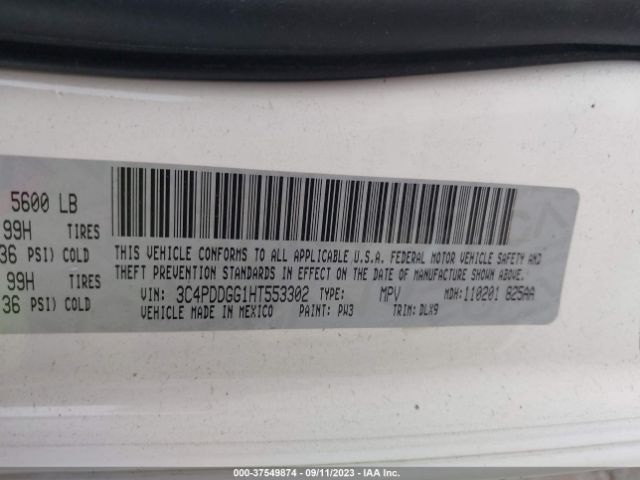 5600 LB
99H TIRES
36 PSI) COLD
99H TIRES
36 PSI) COLD
THIS VEHICLE CONFORMS TO ALL APPLICABLE U.S.A. FEDERAL MOTOR VEHICLE SAFETY AND
THEFT PREVENTION STANDARDS IN EFFECT ON THE DATE OF MANUFACTURE SHOWN ABOVE.
VIN: 3C4PDDGG1HT553302 TYPE: MPV MDH:110201 825AA
VEHICLE MADE IN MEXICO PAINT: PW3 TRIM: DLX9
000-37549874 / 09/11/2023 / IAA Inc.